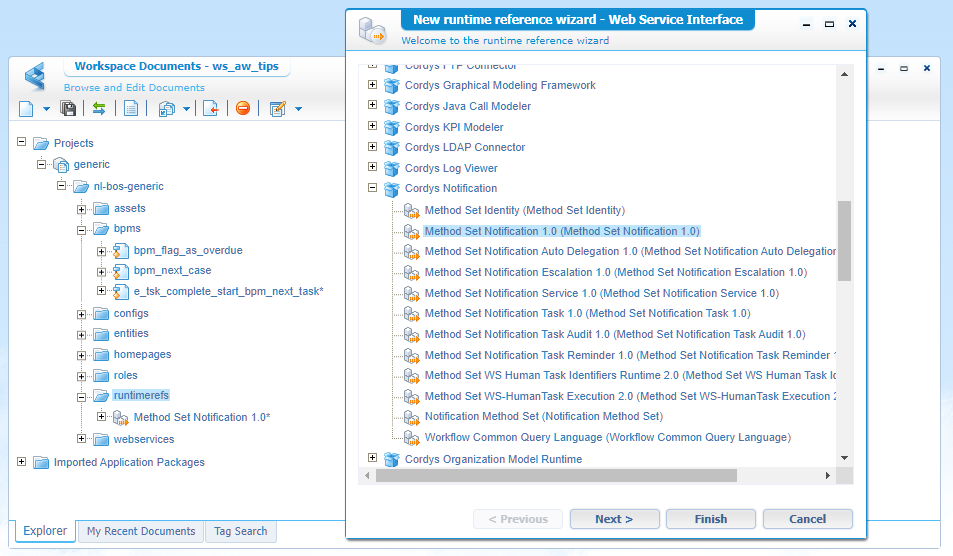 Workspace Documents - ws_aw_tips
Browse and Edit Documents
Projects
generic
nl-bos-generic
assets
bpms
bpm_flag_as_overdue
bpm_next_case
e_tsk_complete_start_bpm_next_task*
configs
entities
homepages
roles
runtimerefs
Method Set Notification 1.0*
webservices
Imported Application Packages
Explorer
My Recent Documents
Tag Search
New runtime reference wizard - Web Service Interface
Welcome to the runtime reference wizard
Cordys FTP Connector
Cordys Graphical Modeling Framework
Cordys Java Call Modeler
Cordys KPI Modeler
Cordys LDAP Connector
Cordys Log Viewer
Cordys Notification
Method Set Identity (Method Set Identity)
Method Set Notification 1.0 (Method Set Notification 1.0)
Method Set Notification Auto Delegation 1.0 (Method Set Notification Auto Delegation
Method Set Notification Escalation 1.0 (Method Set Notification Escalation 1.0)
Method Set Notification Service 1.0 (Method Set Notification Service 1.0)
Method Set Notification Task 1.0 (Method Set Notification Task 1.0)
Method Set Notification Task Audit 1.0 (Method Set Notification Task Audit 1.0)
Method Set Notification Task Reminder 1.0 (Method Set Notification Task Reminder
Method Set WS Human Task Identifiers Runtime 2.0 (Method Set WS Human Task
Method Set WS-HumanTask Execution 2.0 (Method Set WS-HumanTask Execution
Notification Method Set (Notification Method Set)
Workflow Common Query Language (Workflow Common Query Language)
Cordys Organization Model Runtime
< Previous
Next >
Finish
Cancel